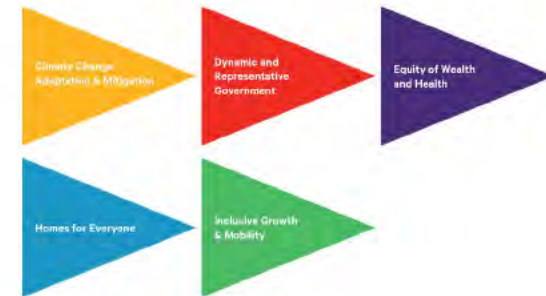 Climate Change
Adaptation & Mitigation
Dynamic and
Representative
Government
Equity of Wealth
and Health
Homes for Everyone
Inclusive Growth
& Mobility